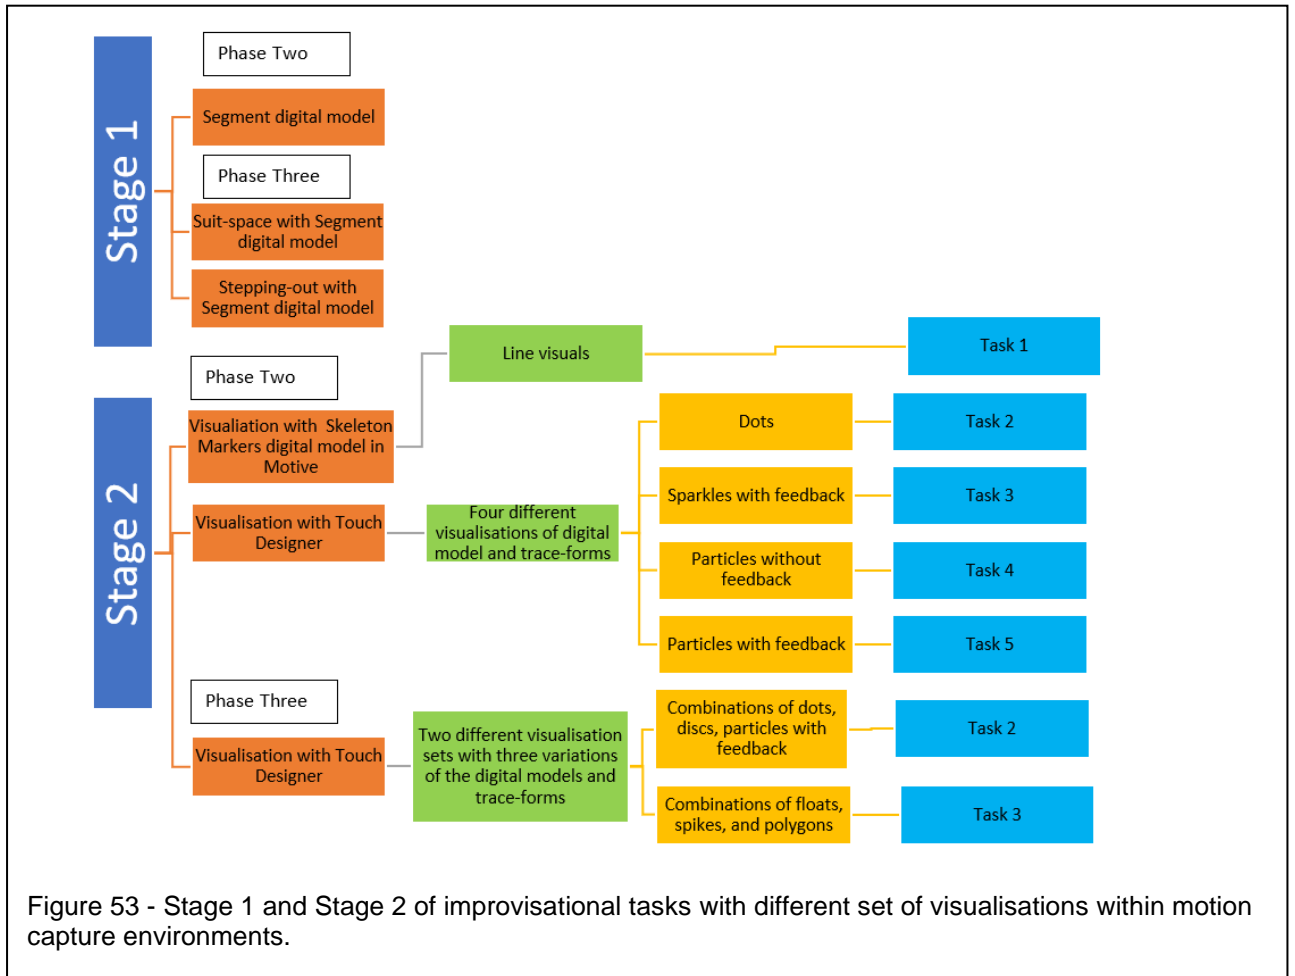 Stage 1
Phase Two
Segment digital model
Phase Three
Suit-space with Segment
digital model
Stepping-out with
Segment digital model
Stage 2
Phase Two
Visualiation with Skeleton
Markers digital model in
Motive
Line visuals
Task 1
Visualisation with Touch
Designer
Four different
visualisations of digital
model and trace-forms
Dots
Task 2
Sparkles with feedback
Task 3
Particles without
feedback
Task 4
Particles with feedback
Task 5
Phase Three
Visualisation with Touch
Designer
Two different visualisation
sets with three variations
of the digital models and
trace-forms
Combinations of dots,
discs, particles with
feedback
Task 2
Combinations of floats,
spikes, and polygons
Task 3
Figure 53 - Stage 1 and Stage 2 of improvisational tasks with different set of visualisations within motion
capture environments.